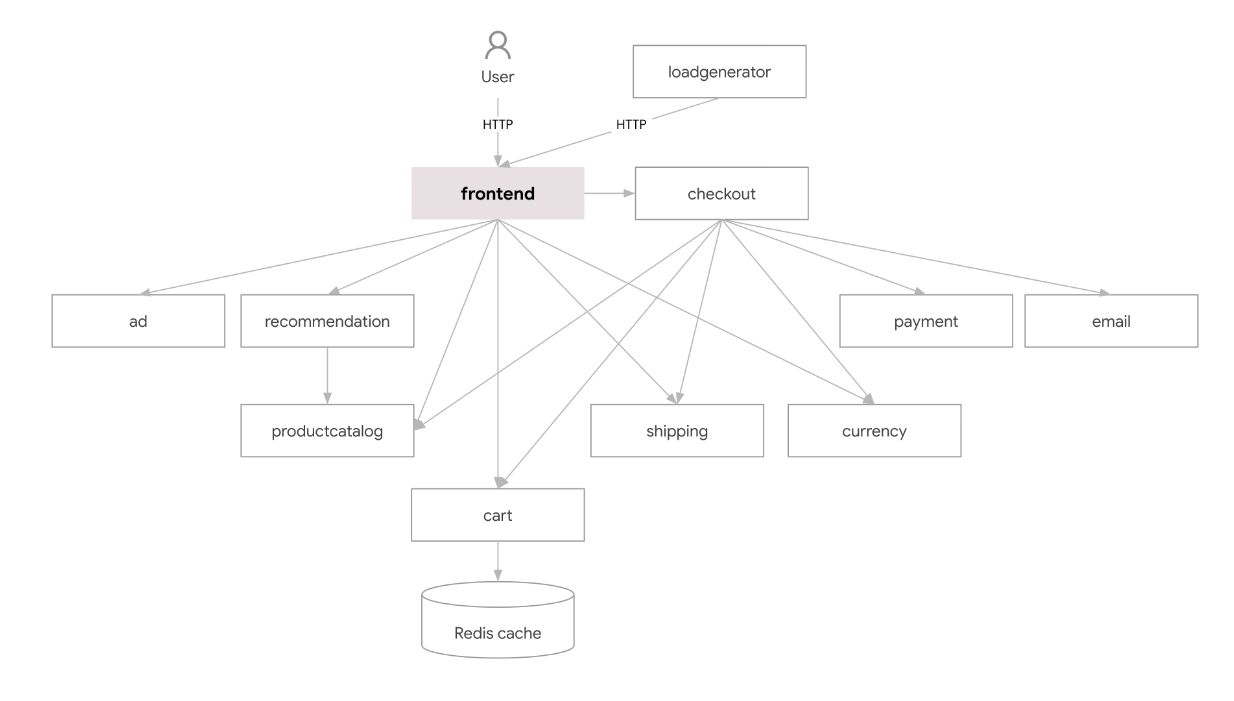 User
loadgenerator
HTTP
HTTP
frontend
checkout
ad
recommendation
payment
email
productcatalog
shipping
currency
cart
Redis cache